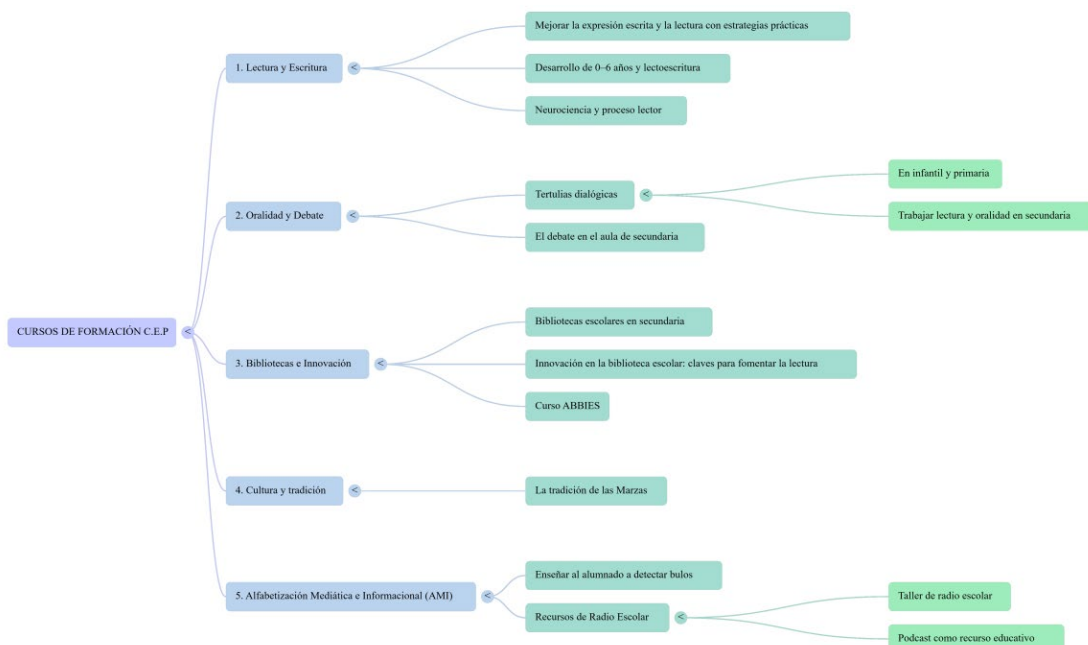 CURSOS DE FORMACIÓN C.E.P
<
1. Lectura y Escritura
<
Mejorar la expresión escrita y la lectura con estrategias prácticas
Desarrollo de 0–6 años y lectoescritura
Neurociencia y proceso lector
2. Oralidad y Debate
<
Tertulias dialógicas
<
En infantil y primaria
Trabajar lectura y oralidad en secundaria
El debate en el aula de secundaria
3. Bibliotecas e Innovación
<
Bibliotecas escolares en secundaria
Innovación en la biblioteca escolar: claves para fomentar la lectura
Curso ABBIES
4. Cultura y tradición
<
La tradición de las Marzas
5. Alfabetización Mediática e Informacional (AMI)
<
Enseñar al alumnado a detectar bulos
Recursos de Radio Escolar
<
Taller de radio escolar
Podcast como recurso educativo